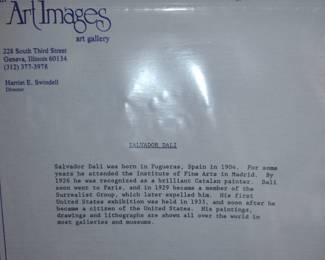 Art Images
art gallery
228 South Third Street
Geneva, Illinois 60134
(312) 377-3978
Harriet E. Swindell
Director
SALVADOR DALI
Salvador Dali was born in Fugueras, Spain in 1904. For some
years he attended the Institute of Fine Arts in Madrid. By
1926 he was recognized as a brilliant Catalan painter. Dali
soon went to Paris, and in 1929 became a member of the
Surrealist Group, which later expelled him. His first
United States exhibition was held in 1933, and soon after he
became a citizen of the United States. His paintings,
drawings and lithographs are shown all over the world in
most galleries and museums.